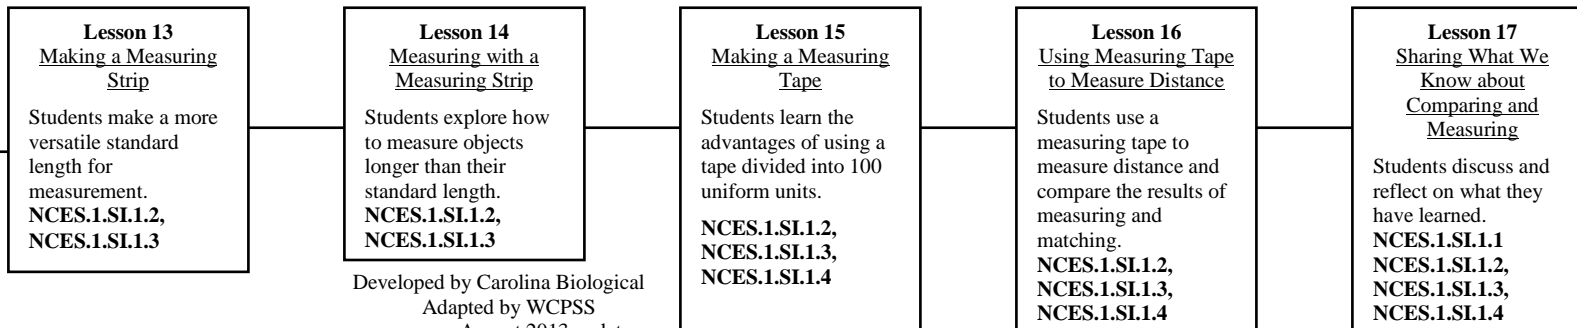 Lesson 13
Making a Measuring
Strip
Students make a more
versatile standard
length for
measurement.
NCES.1.SI.1.2,
NCES.1.SI.1.3
Lesson 14
Measuring with a
Measuring Strip
Students explore how
to measure objects
longer than their
standard length.
NCES.1.SI.1.2,
NCES.1.SI.1.3
Lesson 15
Making a Measuring
Tape
Students learn the
advantages of using a
tape divided into 100
uniform units.
NCES.1.SI.1.2,
NCES.1.SI.1.3,
NCES.1.SI.1.4
Lesson 16
Using Measuring Tape
to Measure Distance
Students use a
measuring tape to
measure distance and
compare the results of
measuring and
matching.
NCES.1.SI.1.2,
NCES.1.SI.1.3,
NCES.1.SI.1.4
Lesson 17
Sharing What We
Know about
Comparing and
Measuring
Students discuss and
reflect on what they
have learned.
NCES.1.SI.1.1
NCES.1.SI.1.2,
NCES.1.SI.1.3,
NCES.1.SI.1.4
Developed by Carolina Biological
Adapted by WCPSS